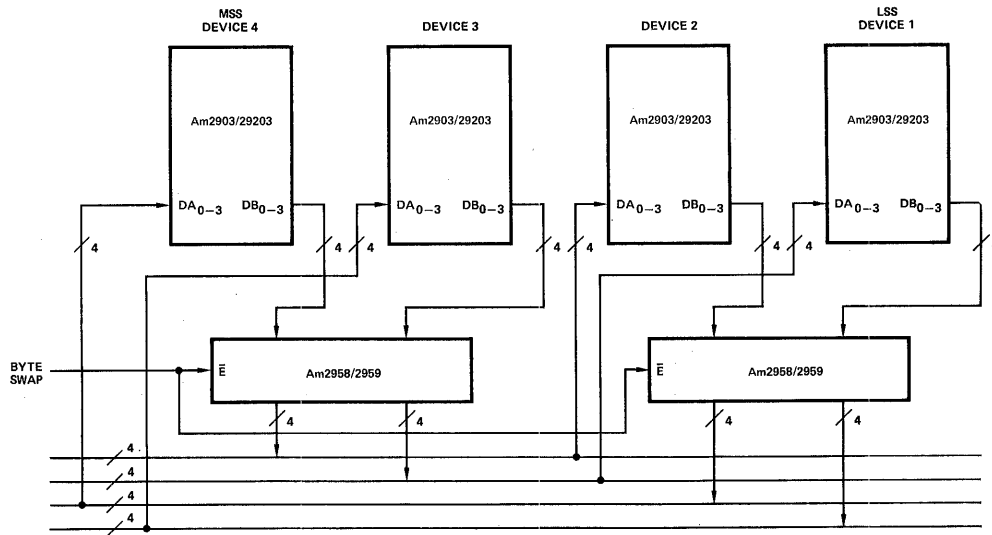 MSS
DEVICE 4
DEVICE 3
DEVICE 2
LSS
DEVICE 1
Am2903/29203
Am2903/29203
Am2903/29203
Am2903/29203
DA0–3 DB0–3
DA0–3 DB0–3
DA0–3 DB0–3
DA0–3 DB0–3
4
4
4
4
4
4
4
BYTE
SWAP
E̅
Am2958/2959
E̅
Am2958/2959
4
4
4
4
4
4
4
4